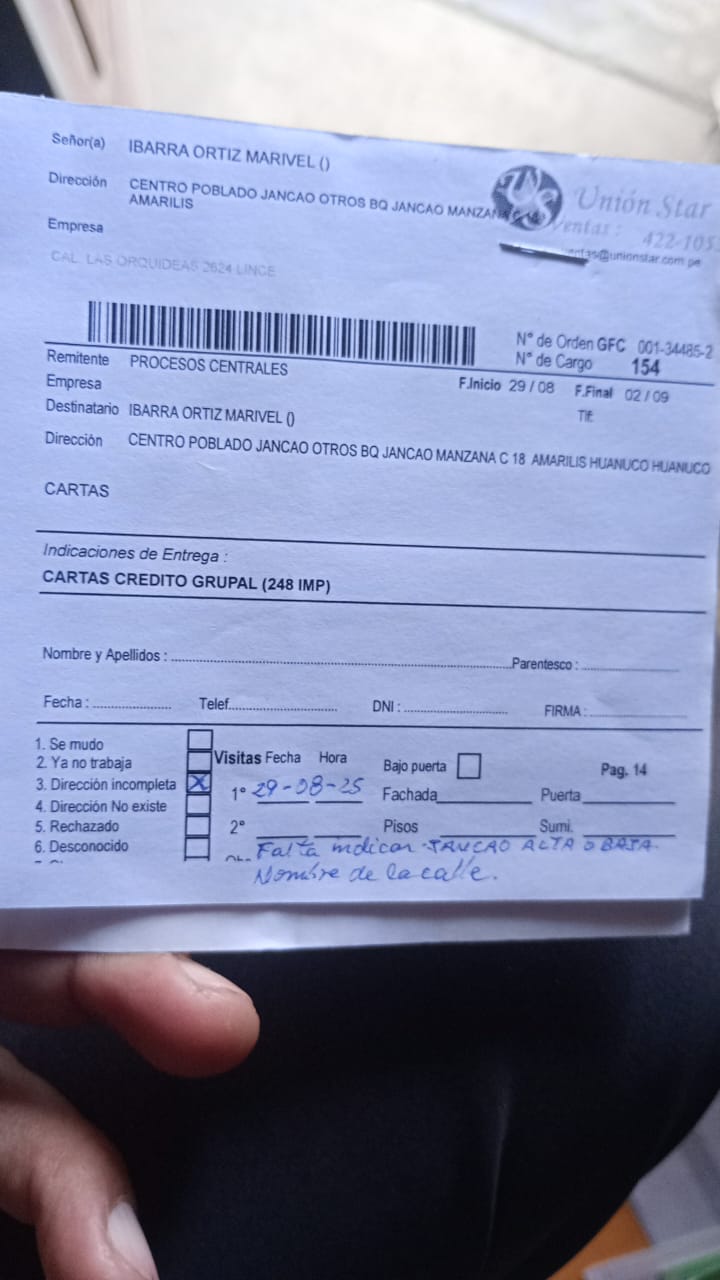 Señor(a) IBARRA ORTIZ MARIVEL ()
Dirección CENTRO POBLADO JANCAO OTROS BQ JANCAO MANZANA
AMARILIS
Unión Star
Ventas : 422-105
@unionstar.com.pe
Empresa
CAL. LAS ORQUIDEAS 2624 LINCE
N° de Orden GFC 001-34485-2
N° de Cargo 154
Remitente PROCESOS CENTRALES
Empresa F.Inicio 29 / 08 F.Final 02 / 09
Destinatario IBARRA ORTIZ MARIVEL () Tlf:
Dirección CENTRO POBLADO JANCAO OTROS BQ JANCAO MANZANA C 18 AMARILIS HUANUCO HUANUCO
CARTAS
Indicaciones de Entrega :
CARTAS CREDITO GRUPAL (248 IMP)
Nombre y Apellidos : Parentesco :
Fecha : Telef. DNI : FIRMA :
1. Se mudo
2. Ya no trabaja Visitas Fecha Hora Bajo puerta Pag. 14
3. Dirección incompleta X 1° 29-08-25 Fachada Puerta
4. Dirección No existe
5. Rechazado 2° Pisos Sumi.
6. Desconocido Falta indicar JANCAO ALTA o BAJA.
Nombre de la calle.